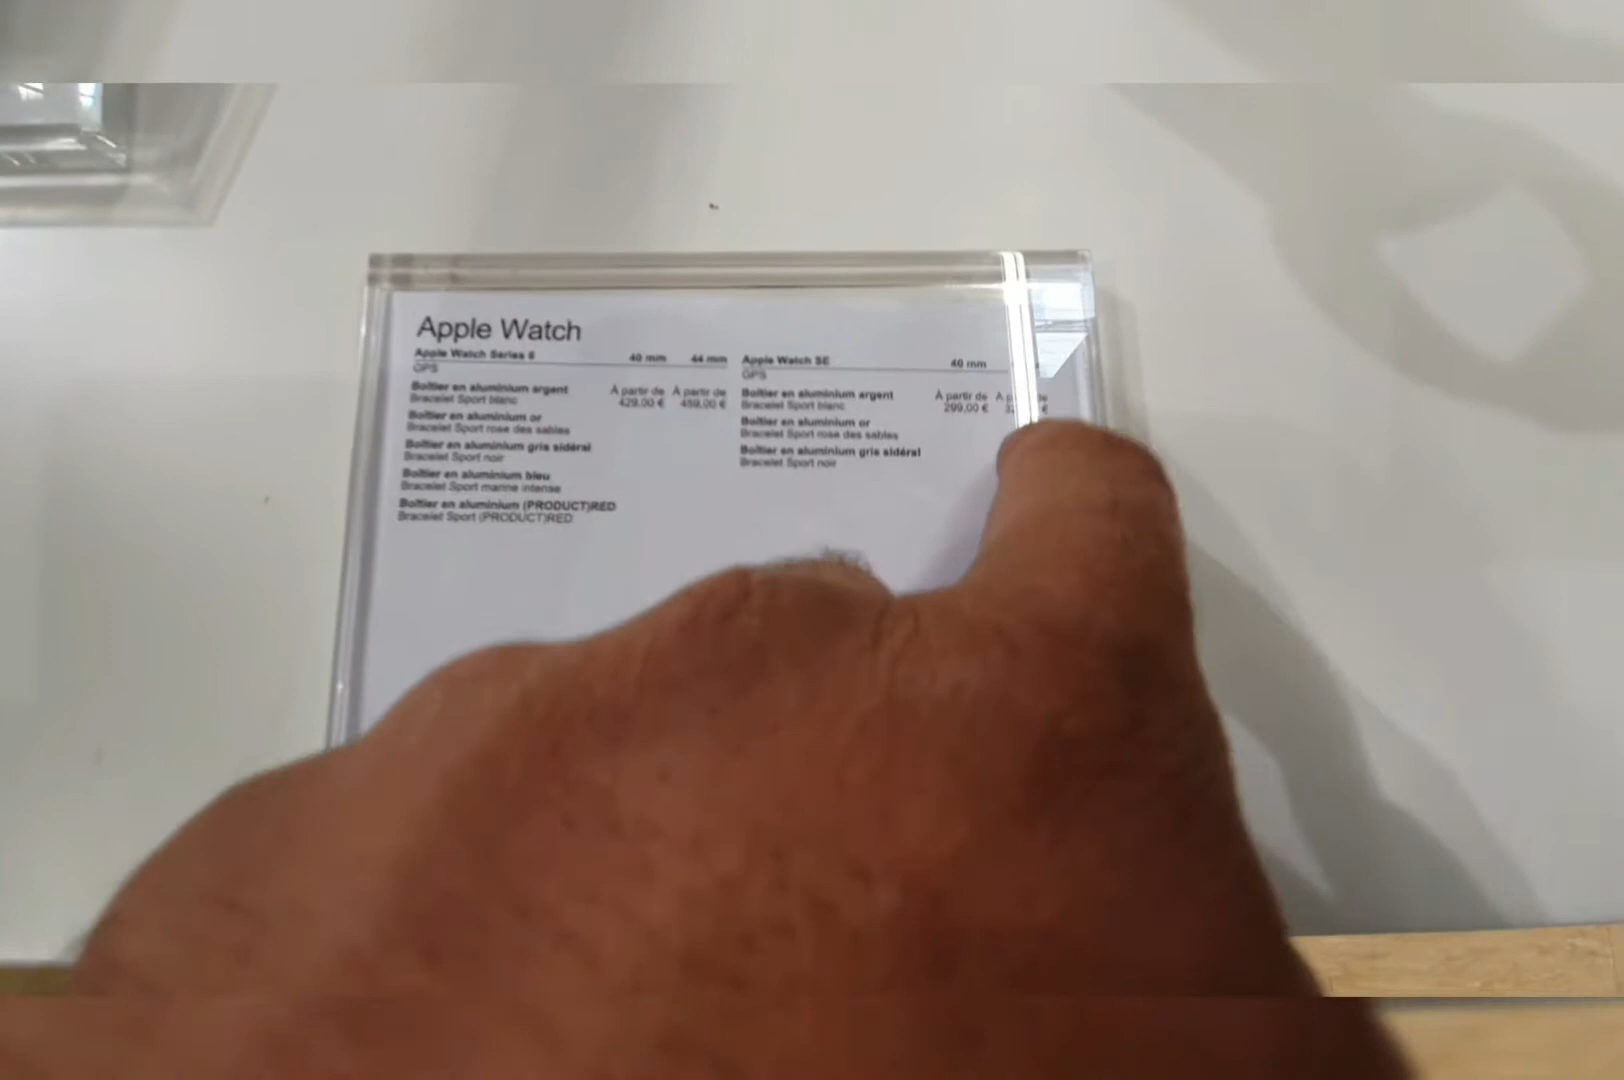 Apple Watch
Apple Watch Series 6 40 mm 44 mm
GPS
Boîtier en aluminium argent À partir de À partir de
Bracelet Sport blanc 429,00 € 459,00 €
Boîtier en aluminium or
Bracelet Sport rose des sables
Boîtier en aluminium gris sidéral
Bracelet Sport noir
Boîtier en aluminium bleu
Bracelet Sport marine intense
Boîtier en aluminium (PRODUCT)RED
Bracelet Sport (PRODUCT)RED
Apple Watch SE 40 mm
GPS
Boîtier en aluminium argent À partir de
Bracelet Sport blanc 299,00 €
Boîtier en aluminium or
Bracelet Sport rose des sables
Boîtier en aluminium gris sidéral
Bracelet Sport noir